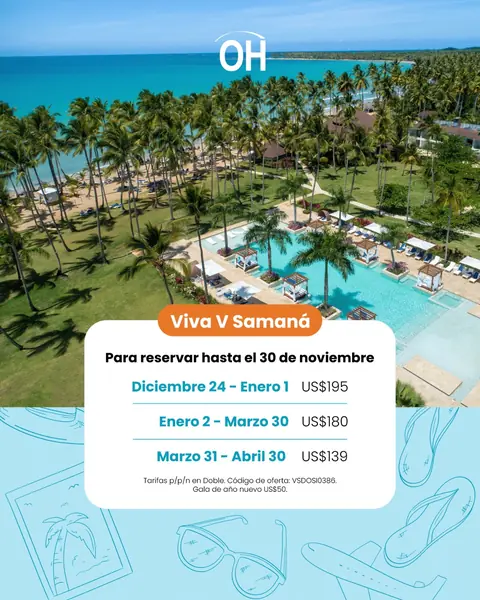 OH
Viva V Samaná
Para reservar hasta el 30 de noviembre
Diciembre 24 - Enero 1 US$195
Enero 2 - Marzo 30 US$180
Marzo 31 - Abril 30 US$139
Tarifas p/p/n en Doble. Código de oferta: VSDOSI0386.
Gala de año nuevo US$50.